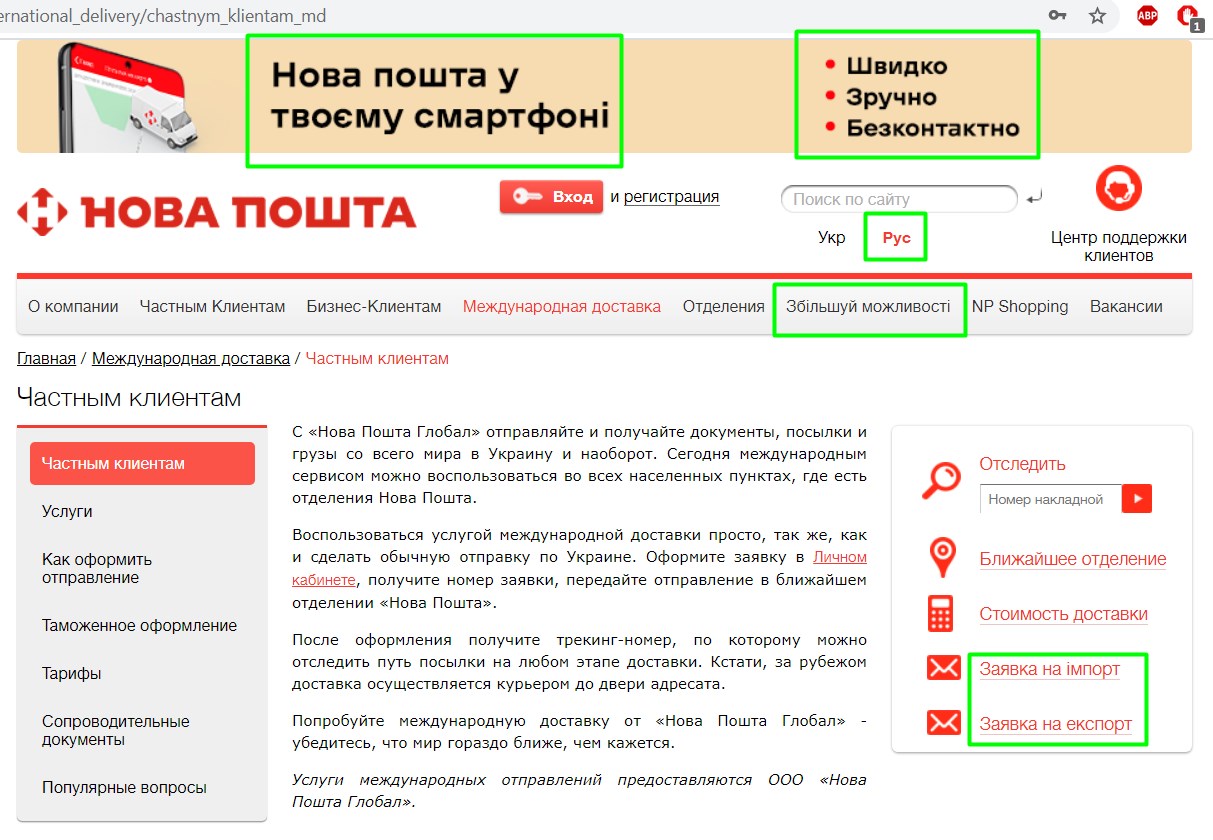 ernational_delivery/chastnym_klientam_md
ABP
1
Нова пошта у
твоєму смартфоні
Швидко
Зручно
Безконтактно
НОВА ПОШТА
Вход и регистрация
Поиск по сайту
Укр Рус
Центр поддержки
клиентов
О компании Частным Клиентам Бизнес-Клиентам Международная доставка Отделения Збільшуй можливості NP Shopping Вакансии
Главная / Международная доставка / Частным клиентам
Частным клиентам
Частным клиентам
Услуги
Как оформить
отправление
Таможенное оформление
Тарифы
Сопроводительные
документы
Популярные вопросы
С «Нова Пошта Глобал» отправляйте и получайте документы, посылки и
грузы со всего мира в Украину и наоборот. Сегодня международным
сервисом можно воспользоваться во всех населенных пунктах, где есть
отделения Нова Пошта.
Воспользоваться услугой международной доставки просто, так же, как
и сделать обычную отправку по Украине. Оформите заявку в Личном
кабинете, получите номер заявки, передайте отправление в ближайшем
отделении «Нова Пошта».
После оформления получите трекинг-номер, по которому можно
отследить путь посылки на любом этапе доставки. Кстати, за рубежом
доставка осуществляется курьером до двери адресата.
Попробуйте международную доставку от «Нова Пошта Глобал» -
убедитесь, что мир гораздо ближе, чем кажется.
Услуги международных отправлений предоставляются ООО «Нова
Пошта Глобал».
Отследить
Номер накладной
Ближайшее отделение
Стоимость доставки
Заявка на імпорт
Заявка на експорт